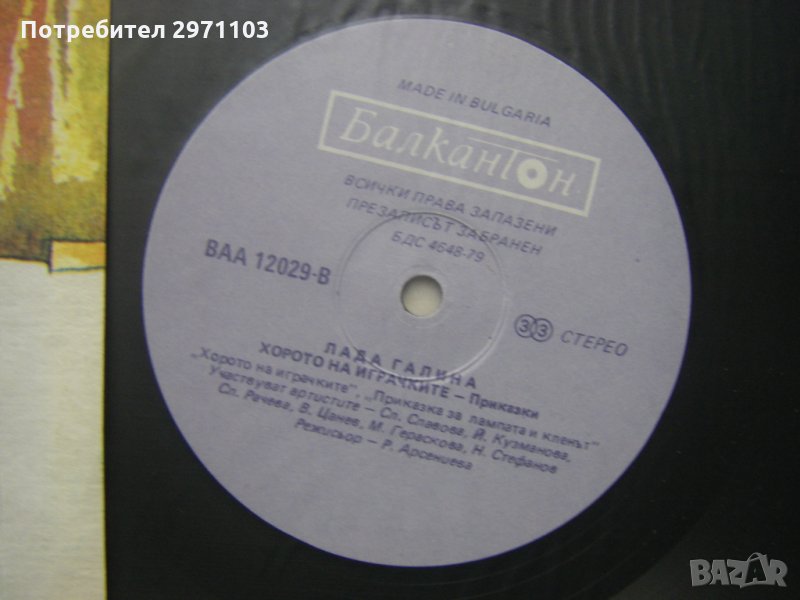 Потребител 2971103
MADE IN BULGARIA
Балкантон
ВСИЧКИ ПРАВА ЗАПАЗЕНИ
ПРЕЗАПИСЪТ ЗАБРАНЕН
БДС 4648-79
ВАА 12029-В
33 СТЕРЕО
ЛАДА ГАЛИНА
ХОРОТО НА ИГРАЧКИТЕ – Приказки
„Хорото на играчките", „Приказка за лампата и кленът"
Участвуват артистите – Сл. Славова, Й. Кузманова,
Сп. Рачева, В. Цанев, М. Гераскова, Н. Стефанов
Режисьор – Р. Арсениева
BAZAR